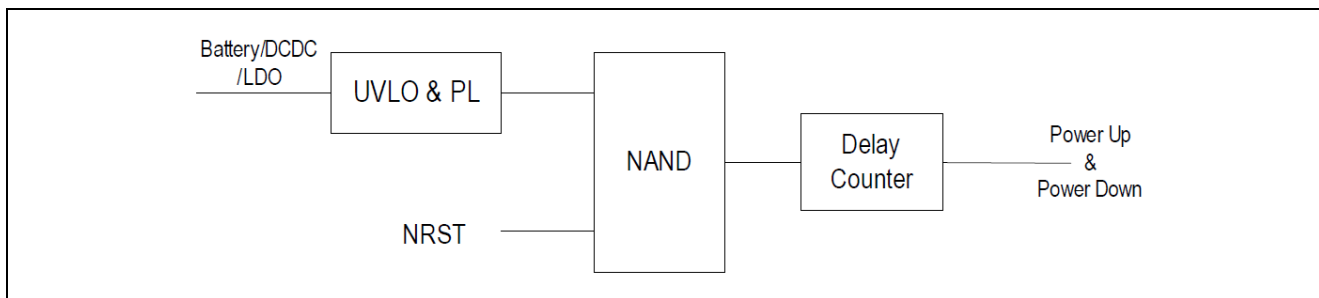 Battery/DCDC
/LDO
UVLO & PL
NRST
NAND
Delay
Counter
Power Up
&
Power Down